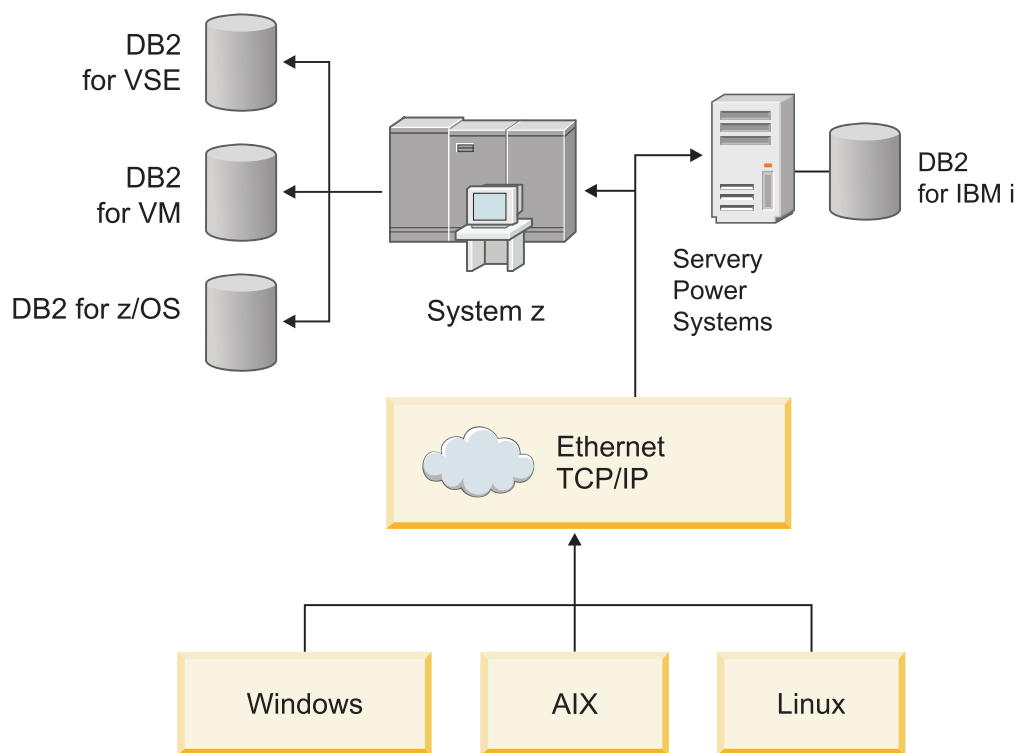 DB2
for VSE
DB2
for VM
DB2 for z/OS
System z
DB2
for IBM i
Servery
Power
Systems
Ethernet
TCP/IP
Windows
AIX
Linux